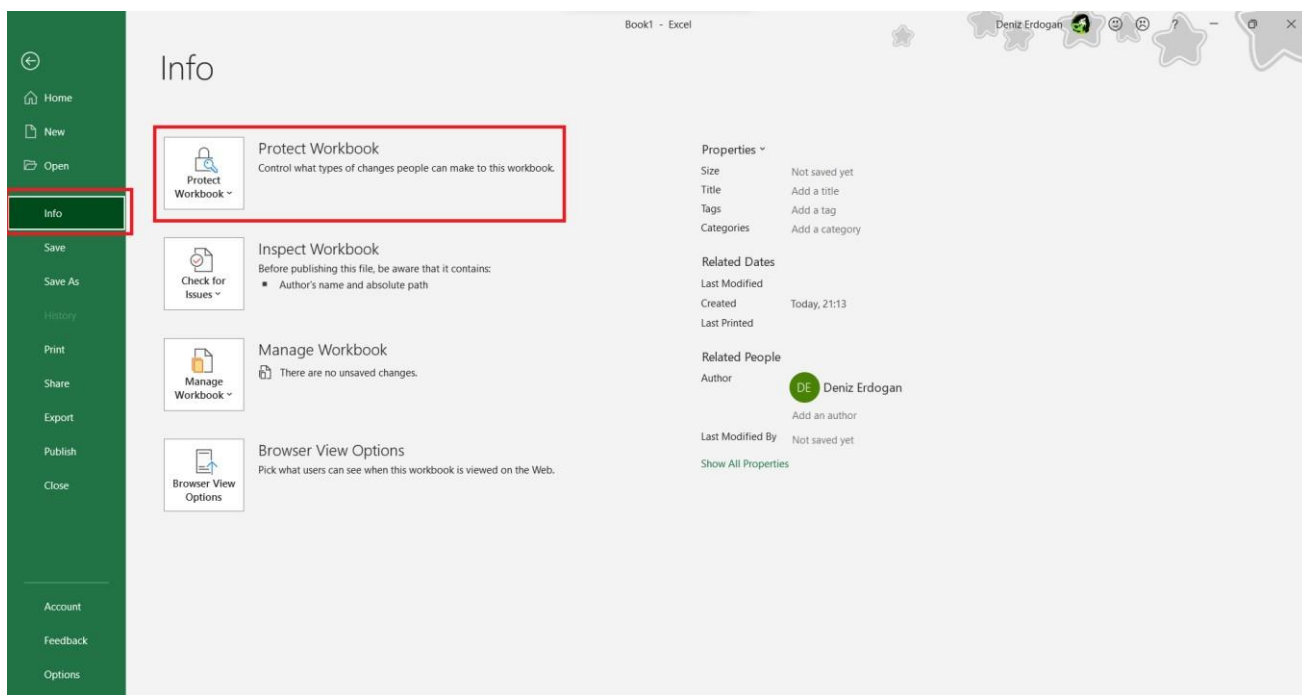 Book1 - Excel
Deniz Erdogan
?
Info
Home
New
Open
Info
Save
Save As
History
Print
Share
Export
Publish
Close
Account
Feedback
Options
Protect
Workbook
Protect Workbook
Control what types of changes people can make to this workbook.
Check for
Issues
Inspect Workbook
Before publishing this file, be aware that it contains:
▪ Author's name and absolute path
Manage
Workbook
Manage Workbook
There are no unsaved changes.
Browser View
Options
Browser View Options
Pick what users can see when this workbook is viewed on the Web.
Properties
Size Not saved yet
Title Add a title
Tags Add a tag
Categories Add a category
Related Dates
Last Modified
Created Today, 21:13
Last Printed
Related People
Author DE Deniz Erdogan
Add an author
Last Modified By Not saved yet
Show All Properties